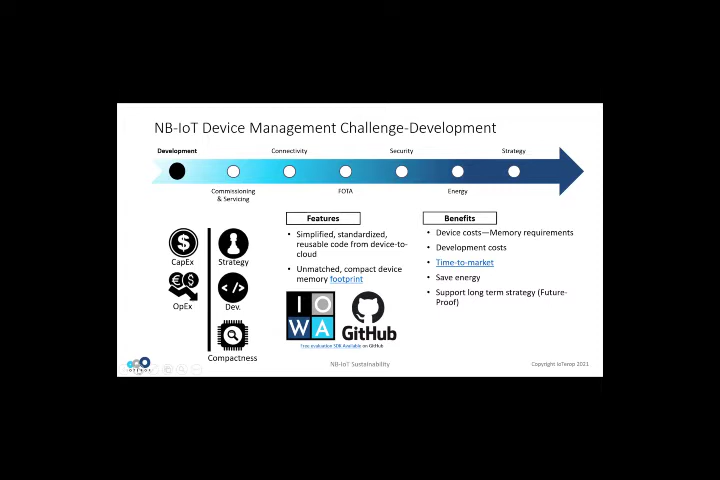 NB-IoT Device Management Challenge-Development
Development
Connectivity
Security
Strategy
Commissioning
& Servicing
FOTA
Energy
Features
Benefits
CapEx
Strategy
OpEx
Dev.
Compactness
• Simplified, standardized,
reusable code from device-to-
cloud
• Unmatched, compact device
memory footprint
IO
WA
GitHub
Free evaluation SDK Available on GitHub
• Device costs—Memory requirements
• Development costs
• Time-to-market
• Save energy
• Support long term strategy (Future-
Proof)
IOTEROP
NB-IoT Sustainability
Copyright IoTerop 2021